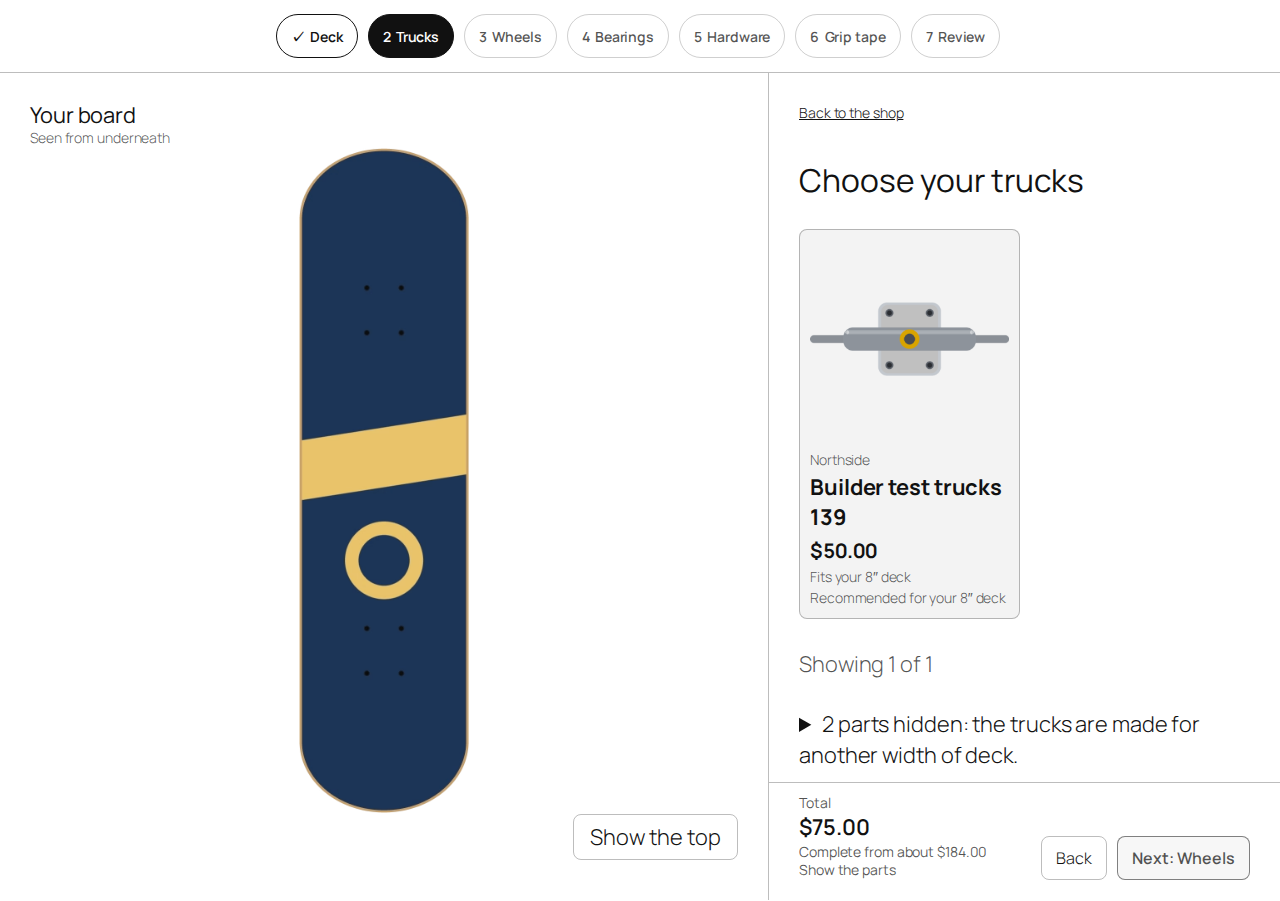 ✓ Deck
2 Trucks
3 Wheels
4 Bearings
5 Hardware
6 Grip tape
7 Review
Your board
Seen from underneath
Show the top
Back to the shop
Choose your trucks
Northside
Builder test trucks
139
$50.00
Fits your 8″ deck
Recommended for your 8″ deck
Showing 1 of 1
▶ 2 parts hidden: the trucks are made for
another width of deck.
Total
$75.00
Complete from about $184.00
Show the parts
Back
Next: Wheels